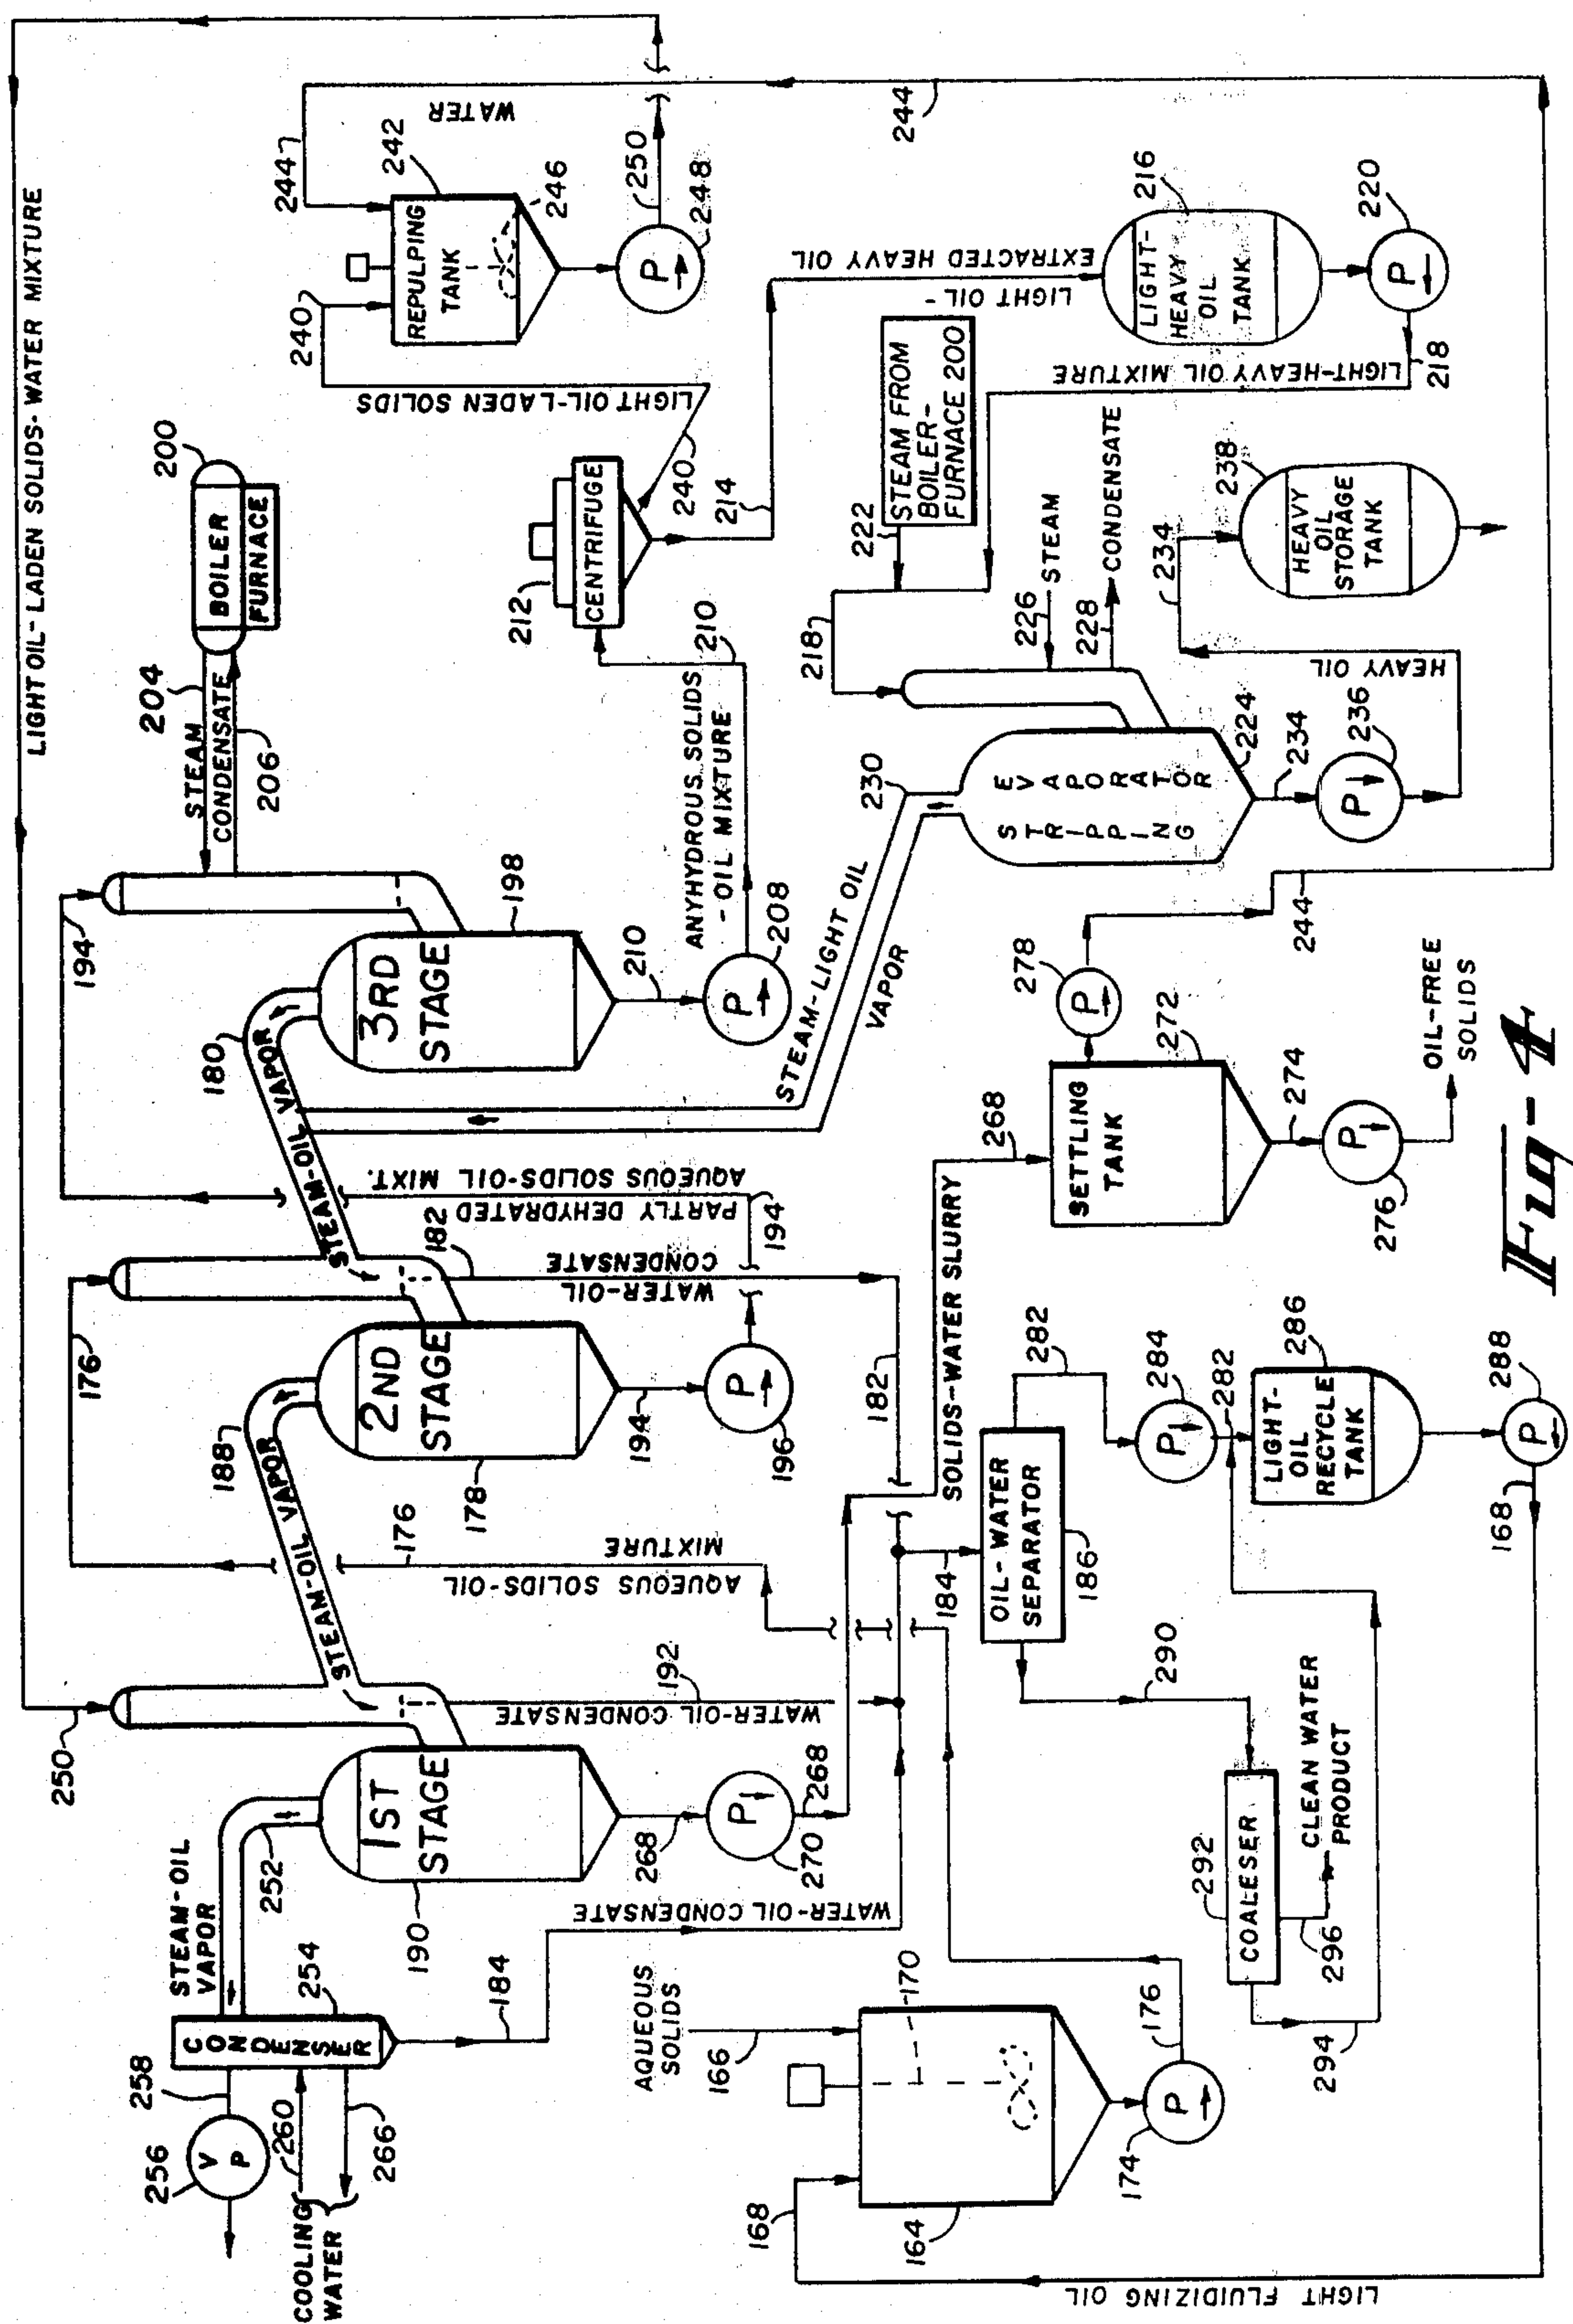 LIGHT OIL-LADEN SOLIDS-WATER MIXTURE
250
STEAM-OIL
VAPOR
252
258
256
V
P
260
COOLING
WATER
266
CONDENSER
254
184
WATER-OIL CONDENSATE
1ST
STAGE
190
268
P
270
268
STEAM-OIL VAPOR
188
192
WATER-OIL CONDENSATE
176
176
AQUEOUS SOLIDS-OIL
MIXTURE
2ND
STAGE
178
194
P
196
STEAM-OIL VAPOR
180
182
WATER-OIL
CONDENSATE
182
194
PARTLY DEHYDRATED
AQUEOUS SOLIDS-OIL MIXT.
194
3RD
STAGE
198
210
P
208
STEAM
204
CONDENSATE
206
BOILER
FURNACE
200
ANYHYDROUS SOLIDS
- OIL MIXTURE
210
212
CENTRIFUGE
240
214
LIGHT OIL-LADEN SOLIDS
240
REPULPING
TANK
242
244
WATER
246
250
P
248
244
LIGHT OIL-
EXTRACTED HEAVY OIL
LIGHT-
HEAVY
OIL
TANK
216
P
220
218
LIGHT-HEAVY OIL MIXTURE
STEAM FROM
BOILER-
FURNACE 200
222
218
226
STEAM
228
CONDENSATE
STEAM-LIGHT OIL
VAPOR
230
STRIPPING
EVAPORATOR
224
234
P
236
HEAVY OIL
234
HEAVY
OIL
STORAGE
TANK
238
SOLIDS-WATER SLURRY
268
SETTLING
TANK
272
278
P
244
274
P
276
OIL-FREE
SOLIDS
184
OIL-WATER
SEPARATOR
186
282
284
P
282
LIGHT-
OIL
RECYCLE
TANK
286
P
288
168
290
292
COALESER
CLEAN WATER
PRODUCT
296
294
AQUEOUS
SOLIDS
166
170
168
164
174
P
176
LIGHT FLUIDIZING OIL
Fig-4